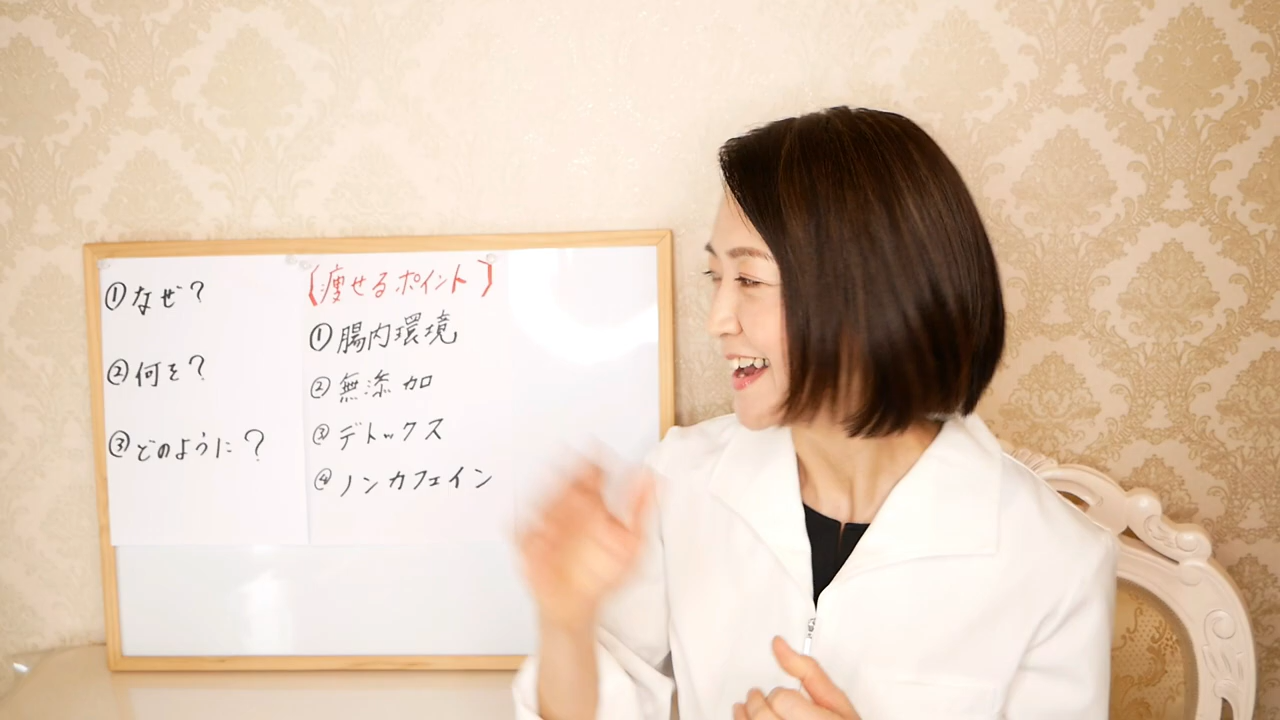 ①なぜ？
②何を？
③どのように？
【痩せるポイント】
①腸内環境
②無添加
③デトックス
④ノンカフェイン